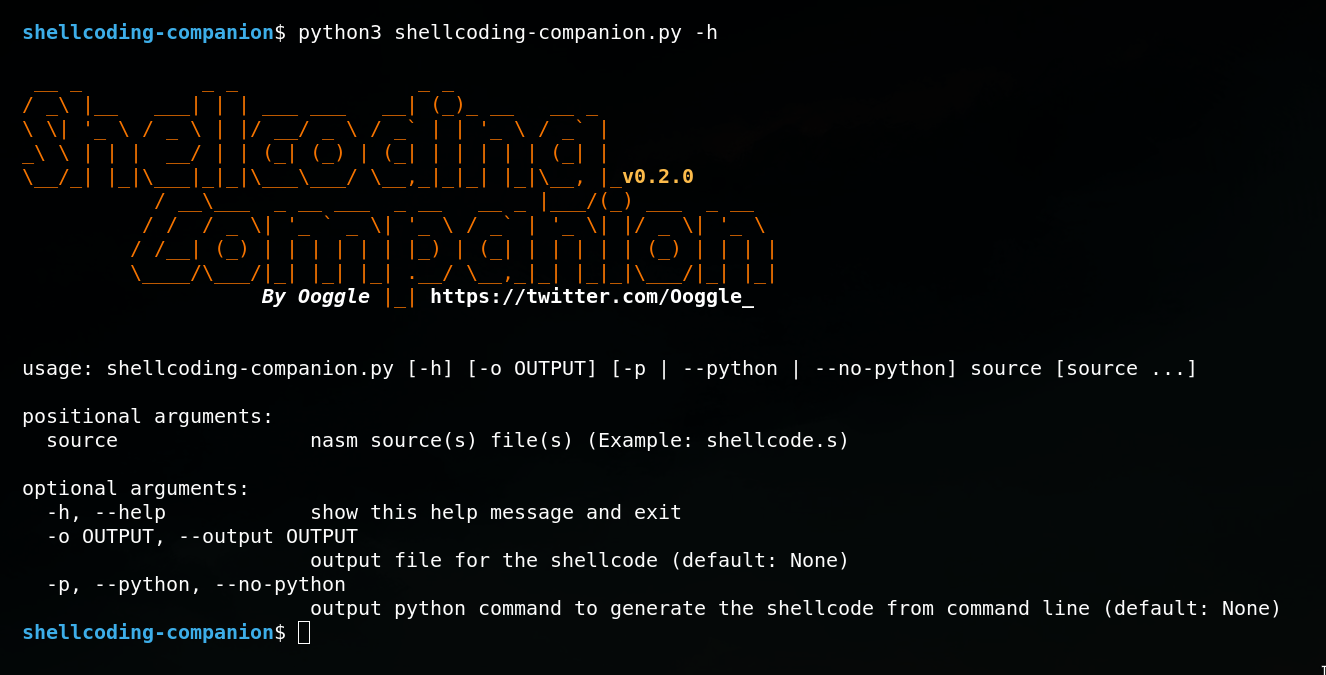 shellcoding-companion$ python3 shellcoding-companion.py -h
Shellcoding
v0.2.0
Companion
By Ooggle https://twitter.com/Ooggle_
usage: shellcoding-companion.py [-h] [-o OUTPUT] [-p | --python | --no-python] source [source ...]
positional arguments:
source nasm source(s) file(s) (Example: shellcode.s)
optional arguments:
-h, --help show this help message and exit
-o OUTPUT, --output OUTPUT
output file for the shellcode (default: None)
-p, --python, --no-python
output python command to generate the shellcode from command line (default: None)
shellcoding-companion$